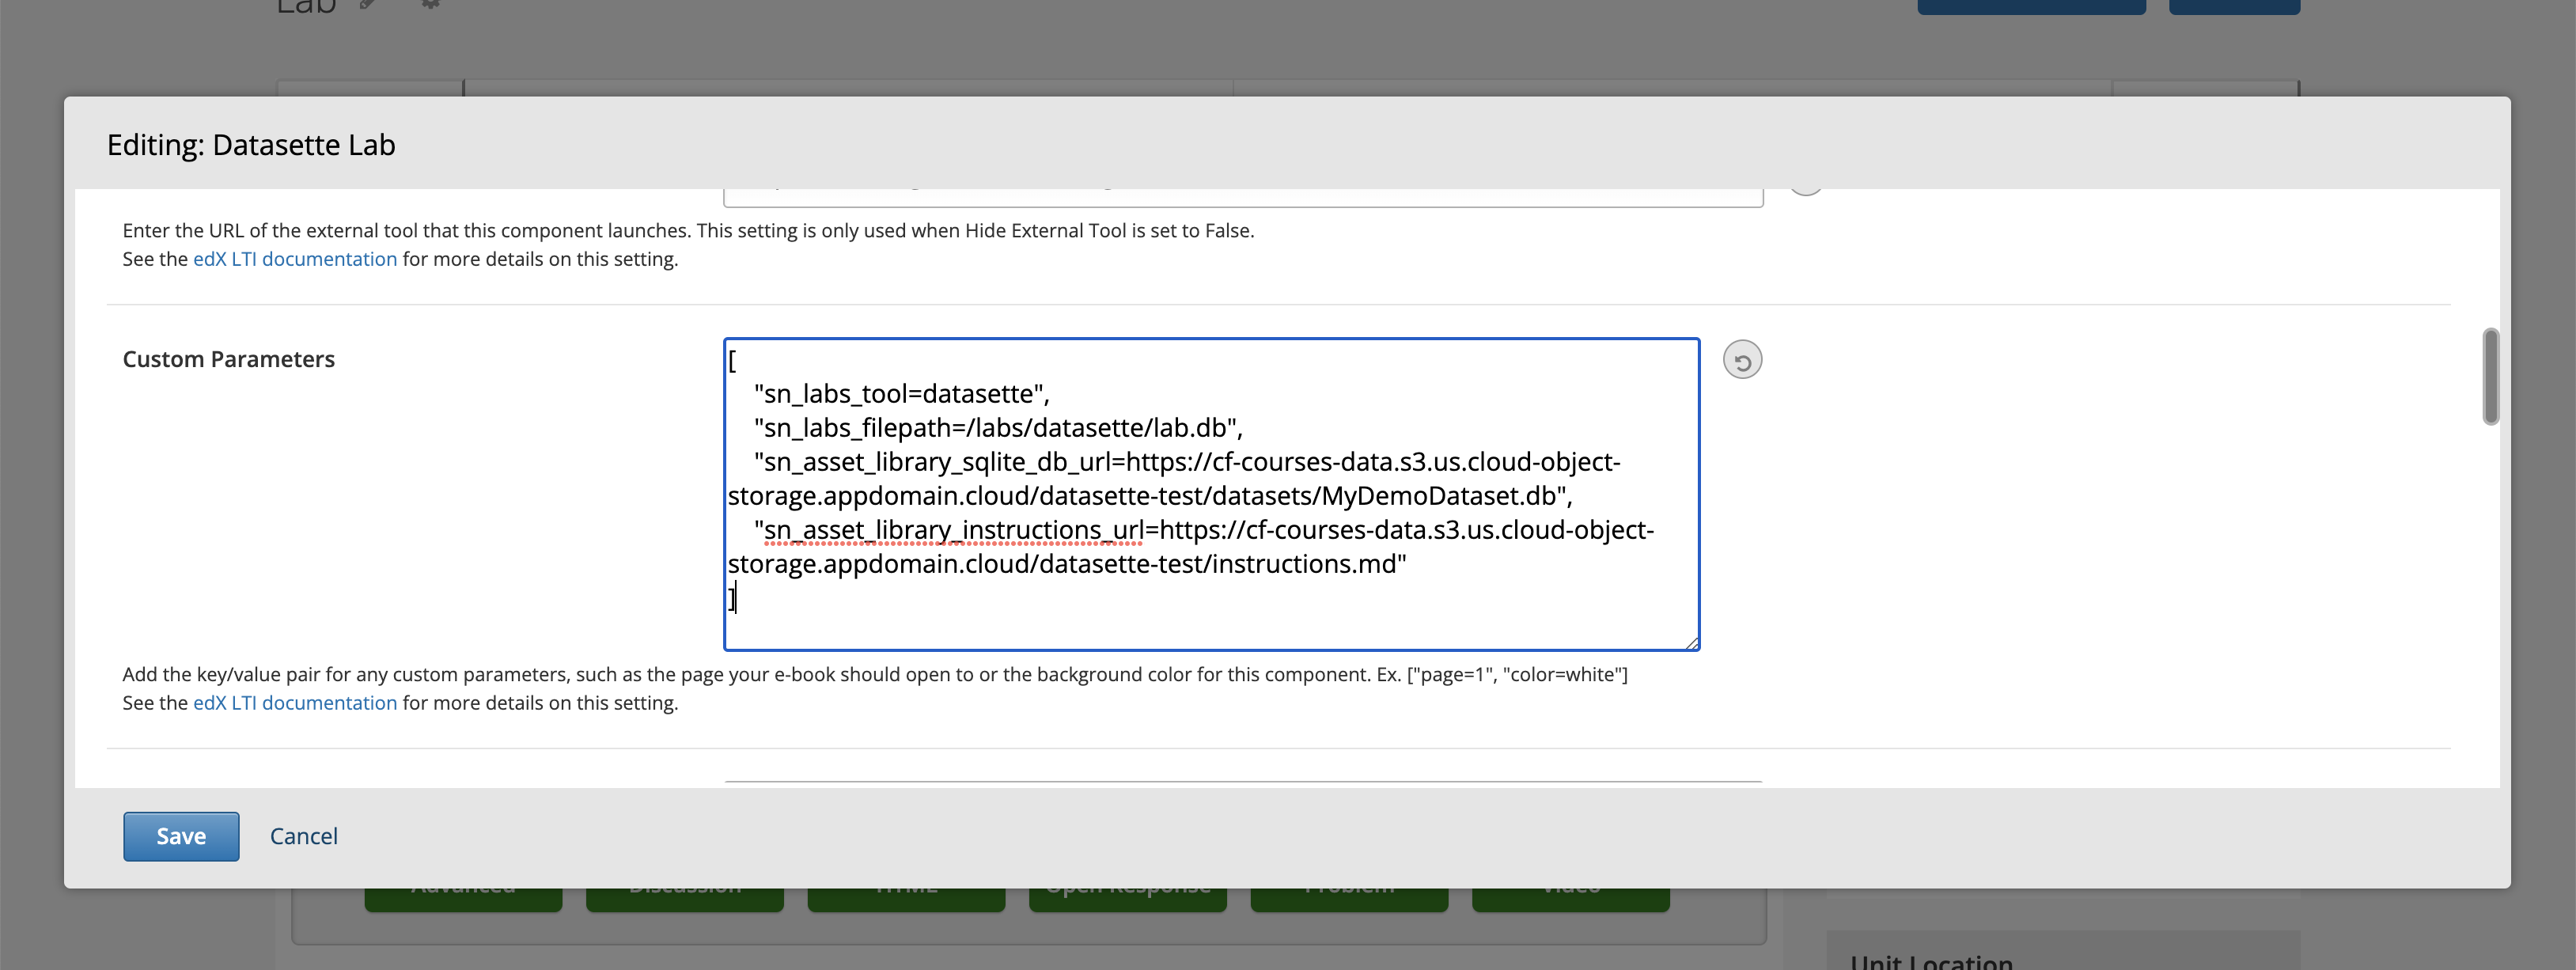 Lab
Editing: Datasette Lab
Enter the URL of the external tool that this component launches. This setting is only used when Hide External Tool is set to False.
See the edX LTI documentation for more details on this setting.
Custom Parameters
[
"sn_labs_tool=datasette",
"sn_labs_filepath=/labs/datasette/lab.db",
"sn_asset_library_sqlite_db_url=https://cf-courses-data.s3.us.cloud-object-
storage.appdomain.cloud/datasette-test/datasets/MyDemoDataset.db",
"sn_asset_library_instructions_url=https://cf-courses-data.s3.us.cloud-object-
storage.appdomain.cloud/datasette-test/instructions.md"
]
Add the key/value pair for any custom parameters, such as the page your e-book should open to or the background color for this component. Ex. ["page=1", "color=white"]
See the edX LTI documentation for more details on this setting.
Save Cancel
Advanced Discussion HTML Open Response Problem Video
Unit Location